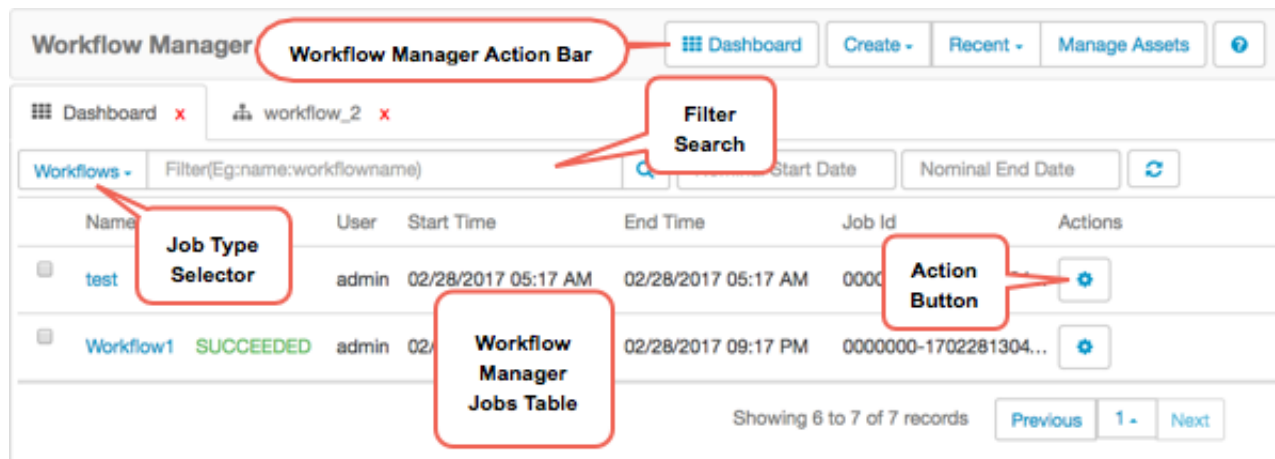 Workflow Manager Workflow Manager Action Bar Dashboard Create Recent Manage Assets ?
Dashboard x workflow_2 x
Filter Search
Workflows Filter(Eg:name:workflowname) Start Date Nominal End Date
Name User Start Time End Time Job Id Actions
Job Type Selector
test admin 02/28/2017 05:17 AM 02/28/2017 05:17 AM 0000 Action Button
Workflow1 SUCCEEDED admin 02/ 02/28/2017 09:17 PM 0000000-1702281304...
Workflow Manager Jobs Table
Showing 6 to 7 of 7 records Previous 1 Next